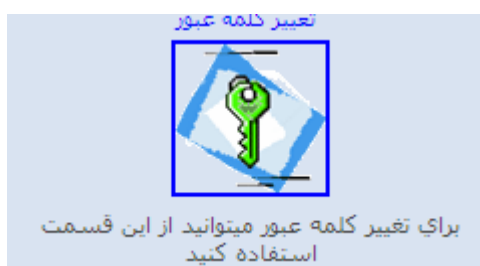 تغيير كلمه عبور
براي تغيير كلمه عبور ميتوانيد از اين قسمت
استفاده كنيد